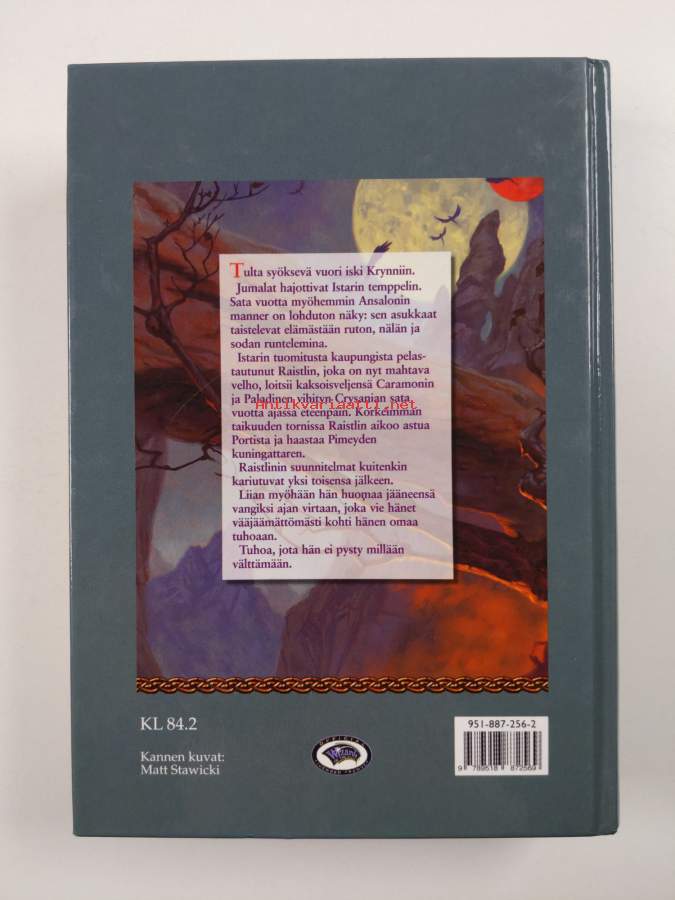 Tulta syöksevä vuori iski Krynniin.
Jumalat hajottivat Istarin temppelin.
Sata vuotta myöhemmin Ansalonin
manner on lohduton näky: sen asukkaat
taistelevat elämästään ruton, nälän ja
sodan runtelemina.
Istarin tuomitusta kaupungista pelas-
tautunut Raistlin, joka on nyt mahtava
velho, loitsii kaksoisveljensä Caramonin
ja Paladinen vihityn Crysanian sata
Antikvariaatti.net
vuotta ajassa eteenpäin. Korkeimman
taikuuden tornissa Raistlin aikoo astua
Portista ja haastaa Pimeyden
kuningattaren.
Raistlinin suunnitelmat kuitenkin
kariutuvat yksi toisensa jälkeen.
Liian myöhään hän huomaa jääneensä
vangiksi ajan virtaan, joka vie hänet
vääjäämättömästi kohti hänen omaa
tuhoaan.
Tuhoa, jota hän ei pysty millään
välttämään.
KL 84.2
Kannen kuvat:
Matt Stawicki
OFFICIAL
Wizards
951-887-256-2
9 789518 872569